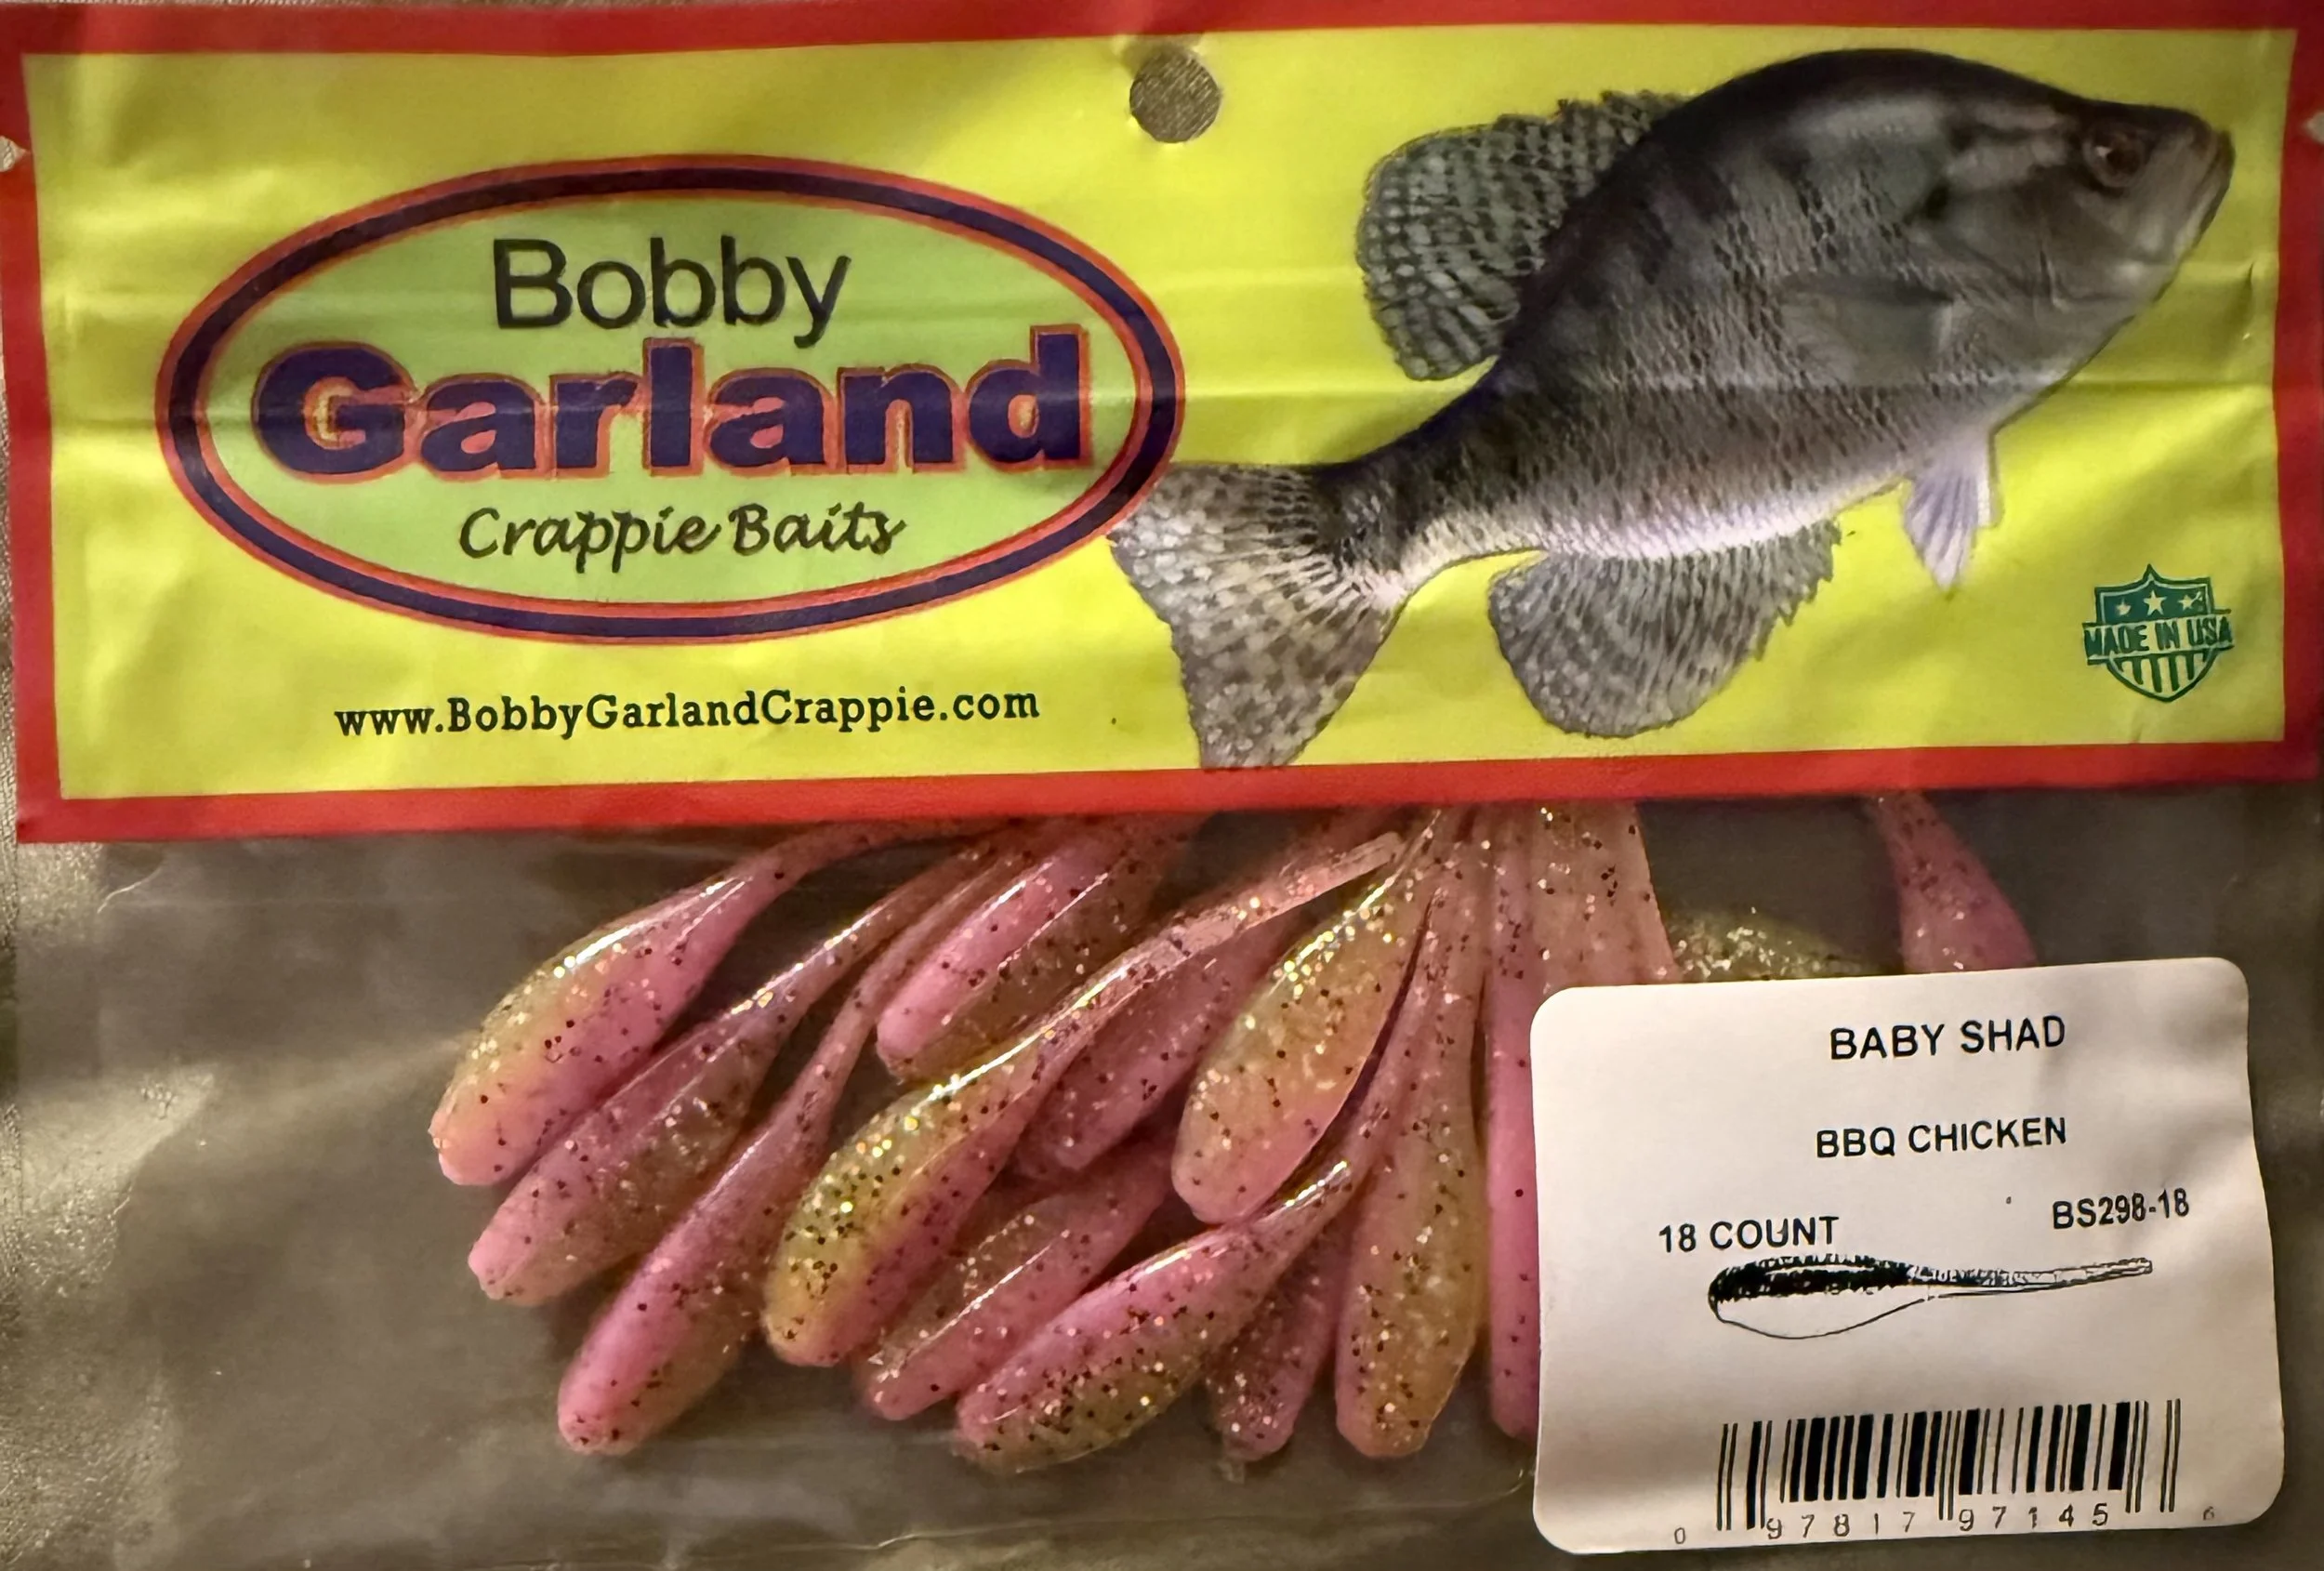 Bobby
Garland
Crappie Baits
www.BobbyGarlandCrappie.com
MADE IN USA
BABY SHAD
BBQ CHICKEN
18 COUNT BS298-18
0 97817 97145 6